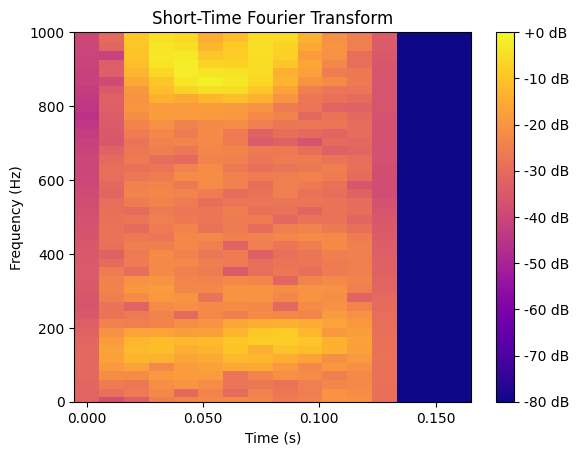 Short-Time Fourier Transform
1000
800
600
400
200
0
Frequency (Hz)
0.000
0.050
0.100
0.150
Time (s)
+0 dB
-10 dB
-20 dB
-30 dB
-40 dB
-50 dB
-60 dB
-70 dB
-80 dB